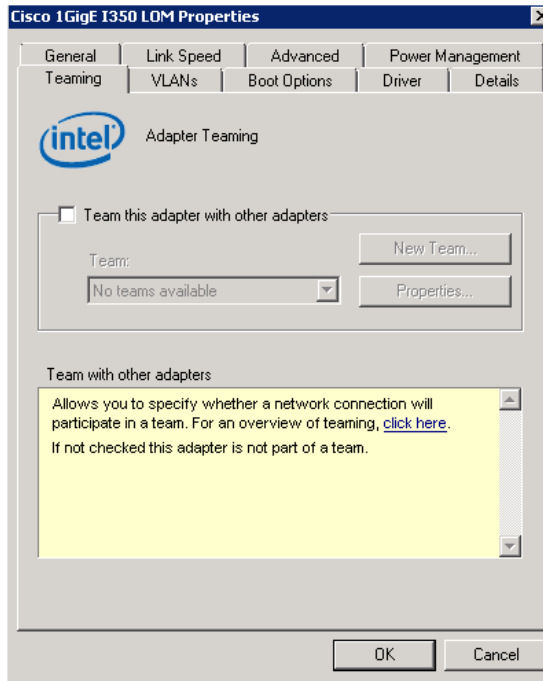 Cisco 1GigE I350 LOM Properties
General
Link Speed
Advanced
Power Management
Teaming
VLANs
Boot Options
Driver
Details
intel
Adapter Teaming
Team this adapter with other adapters
New Team...
Team:
No teams available
Properties...
Team with other adapters
Allows you to specify whether a network connection will
participate in a team. For an overview of teaming, click here.
If not checked this adapter is not part of a team.
OK
Cancel